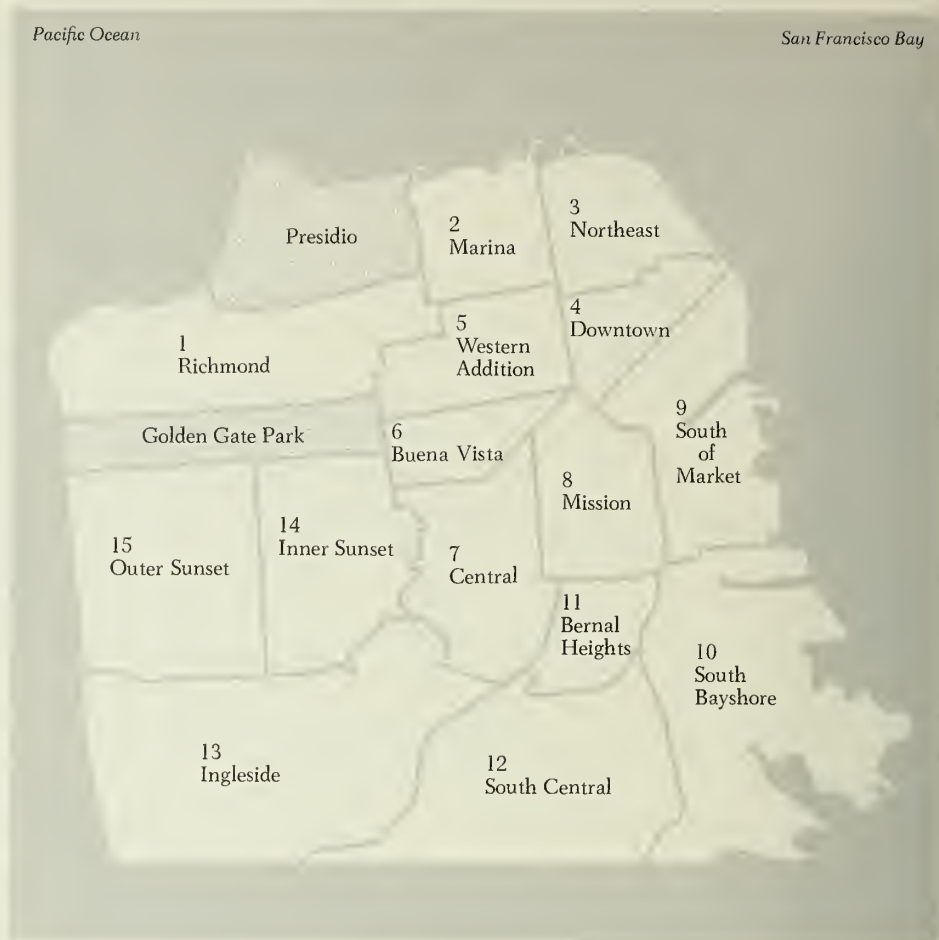 Pacific Ocean
San Francisco Bay
Presidio
2
Marina
3
Northeast
1
Richmond
5
Western
Addition
4
Downtown
Golden Gate Park
6
Buena Vista
9
South
of
Market
8
Mission
15
Outer Sunset
14
Inner Sunset
7
Central
11
Bernal
Heights
10
South
Bayshore
13
Ingleside
12
South Central